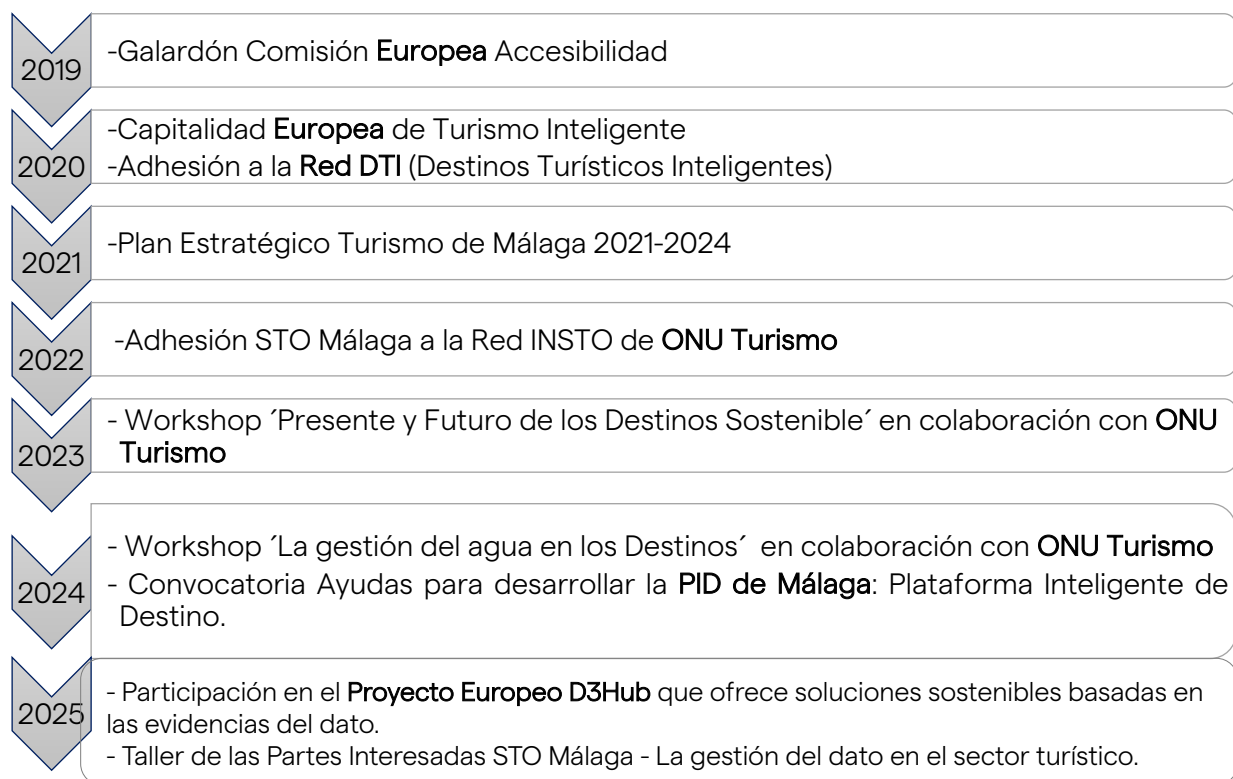 2019
-Galardón Comisión Europea Accesibilidad
2020
-Capitalidad Europea de Turismo Inteligente
-Adhesión a la Red DTI (Destinos Turísticos Inteligentes)
2021
-Plan Estratégico Turismo de Málaga 2021-2024
2022
-Adhesión STO Málaga a la Red INSTO de ONU Turismo
2023
- Workshop ´Presente y Futuro de los Destinos Sostenible´ en colaboración con ONU
Turismo
2024
- Workshop ´La gestión del agua en los Destinos´ en colaboración con ONU Turismo
- Convocatoria Ayudas para desarrollar la PID de Málaga: Plataforma Inteligente de
Destino.
2025
- Participación en el Proyecto Europeo D3Hub que ofrece soluciones sostenibles basadas en
las evidencias del dato.
- Taller de las Partes Interesadas STO Málaga - La gestión del dato en el sector turístico.